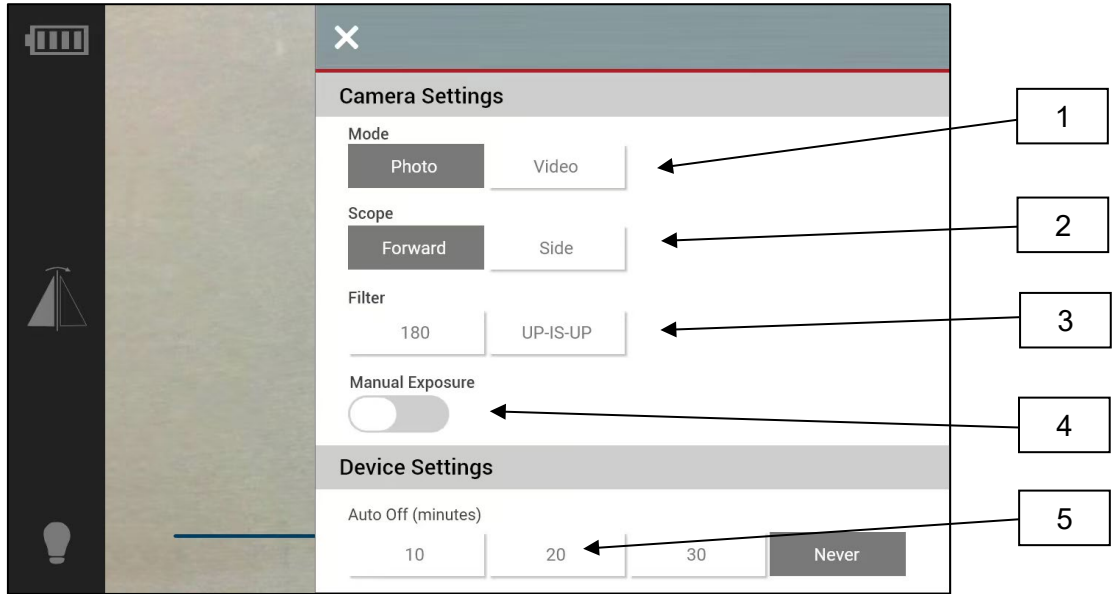 Camera Settings
1
Mode
Photo Video
Scope
2
Forward Side
Filter
3
180 UP-IS-UP
Manual Exposure
4
Device Settings
Auto Off (minutes)
5
10 20 30 Never